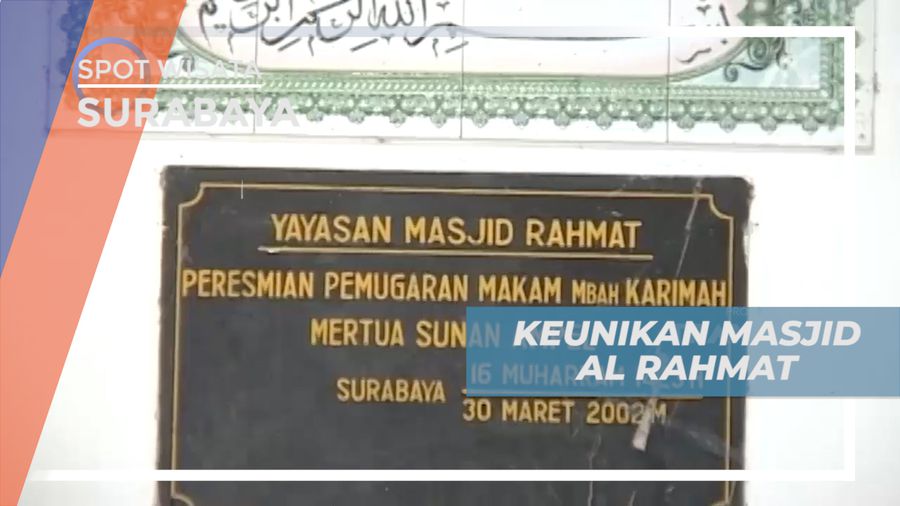 SPOT WISATA
SURABAYA
YAYASAN MASJID RAHMAT
PERESMIAN PEMUGARAN MAKAM MBAH KARIMAH
MERTUA SUNAN
KEUNIKAN MASJID
AL RAHMAT
16 MUHARRAM
SURABAYA
30 MARET 2002 M